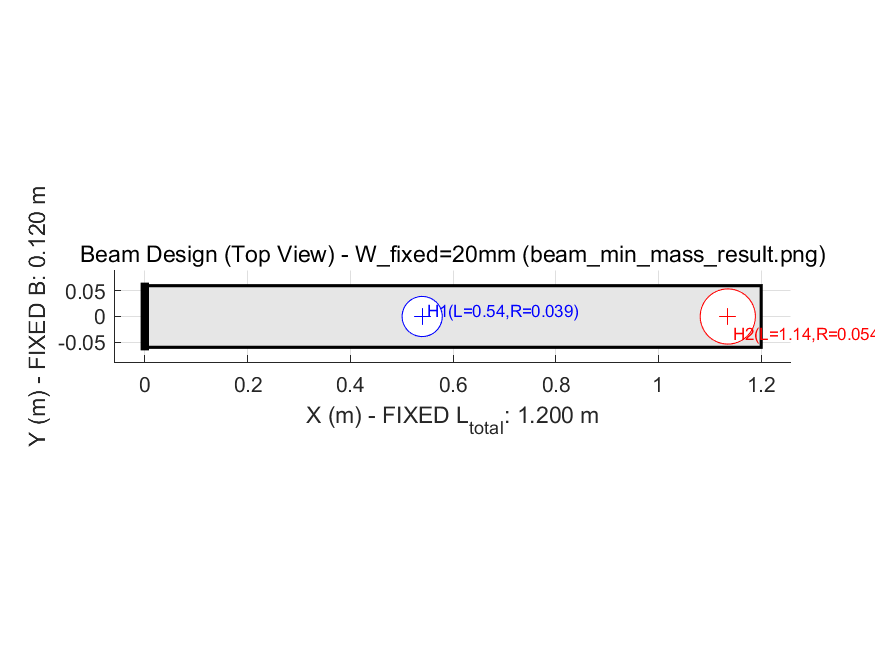 Beam Design (Top View) - W_fixed=20mm (beam_min_mass_result.png)
Y (m) - FIXED B: 0.120 m
0.05
0
-0.05
H1(L=0.54,R=0.039)
H2(L=1.14,R=0.054
0 0.2 0.4 0.6 0.8 1 1.2
X (m) - FIXED Ltotal: 1.200 m